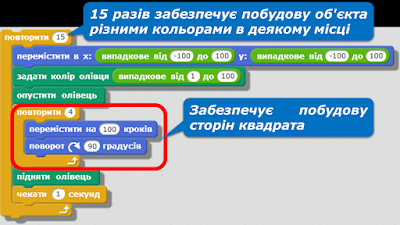 15 разів забезпечує побудову об'єкта
різними кольорами в деякому місці
повторити 15
перемістити в x: випадкове від -100 до 100 y: випадкове від -100 до 100
задати колір олівця випадкове від 1 до 100
опустити олівець
повторити 4
перемістити на 100 кроків
поворот 90 градусів
Забезпечує побудову
сторін квадрата
підняти олівець
чекати 1 секунд